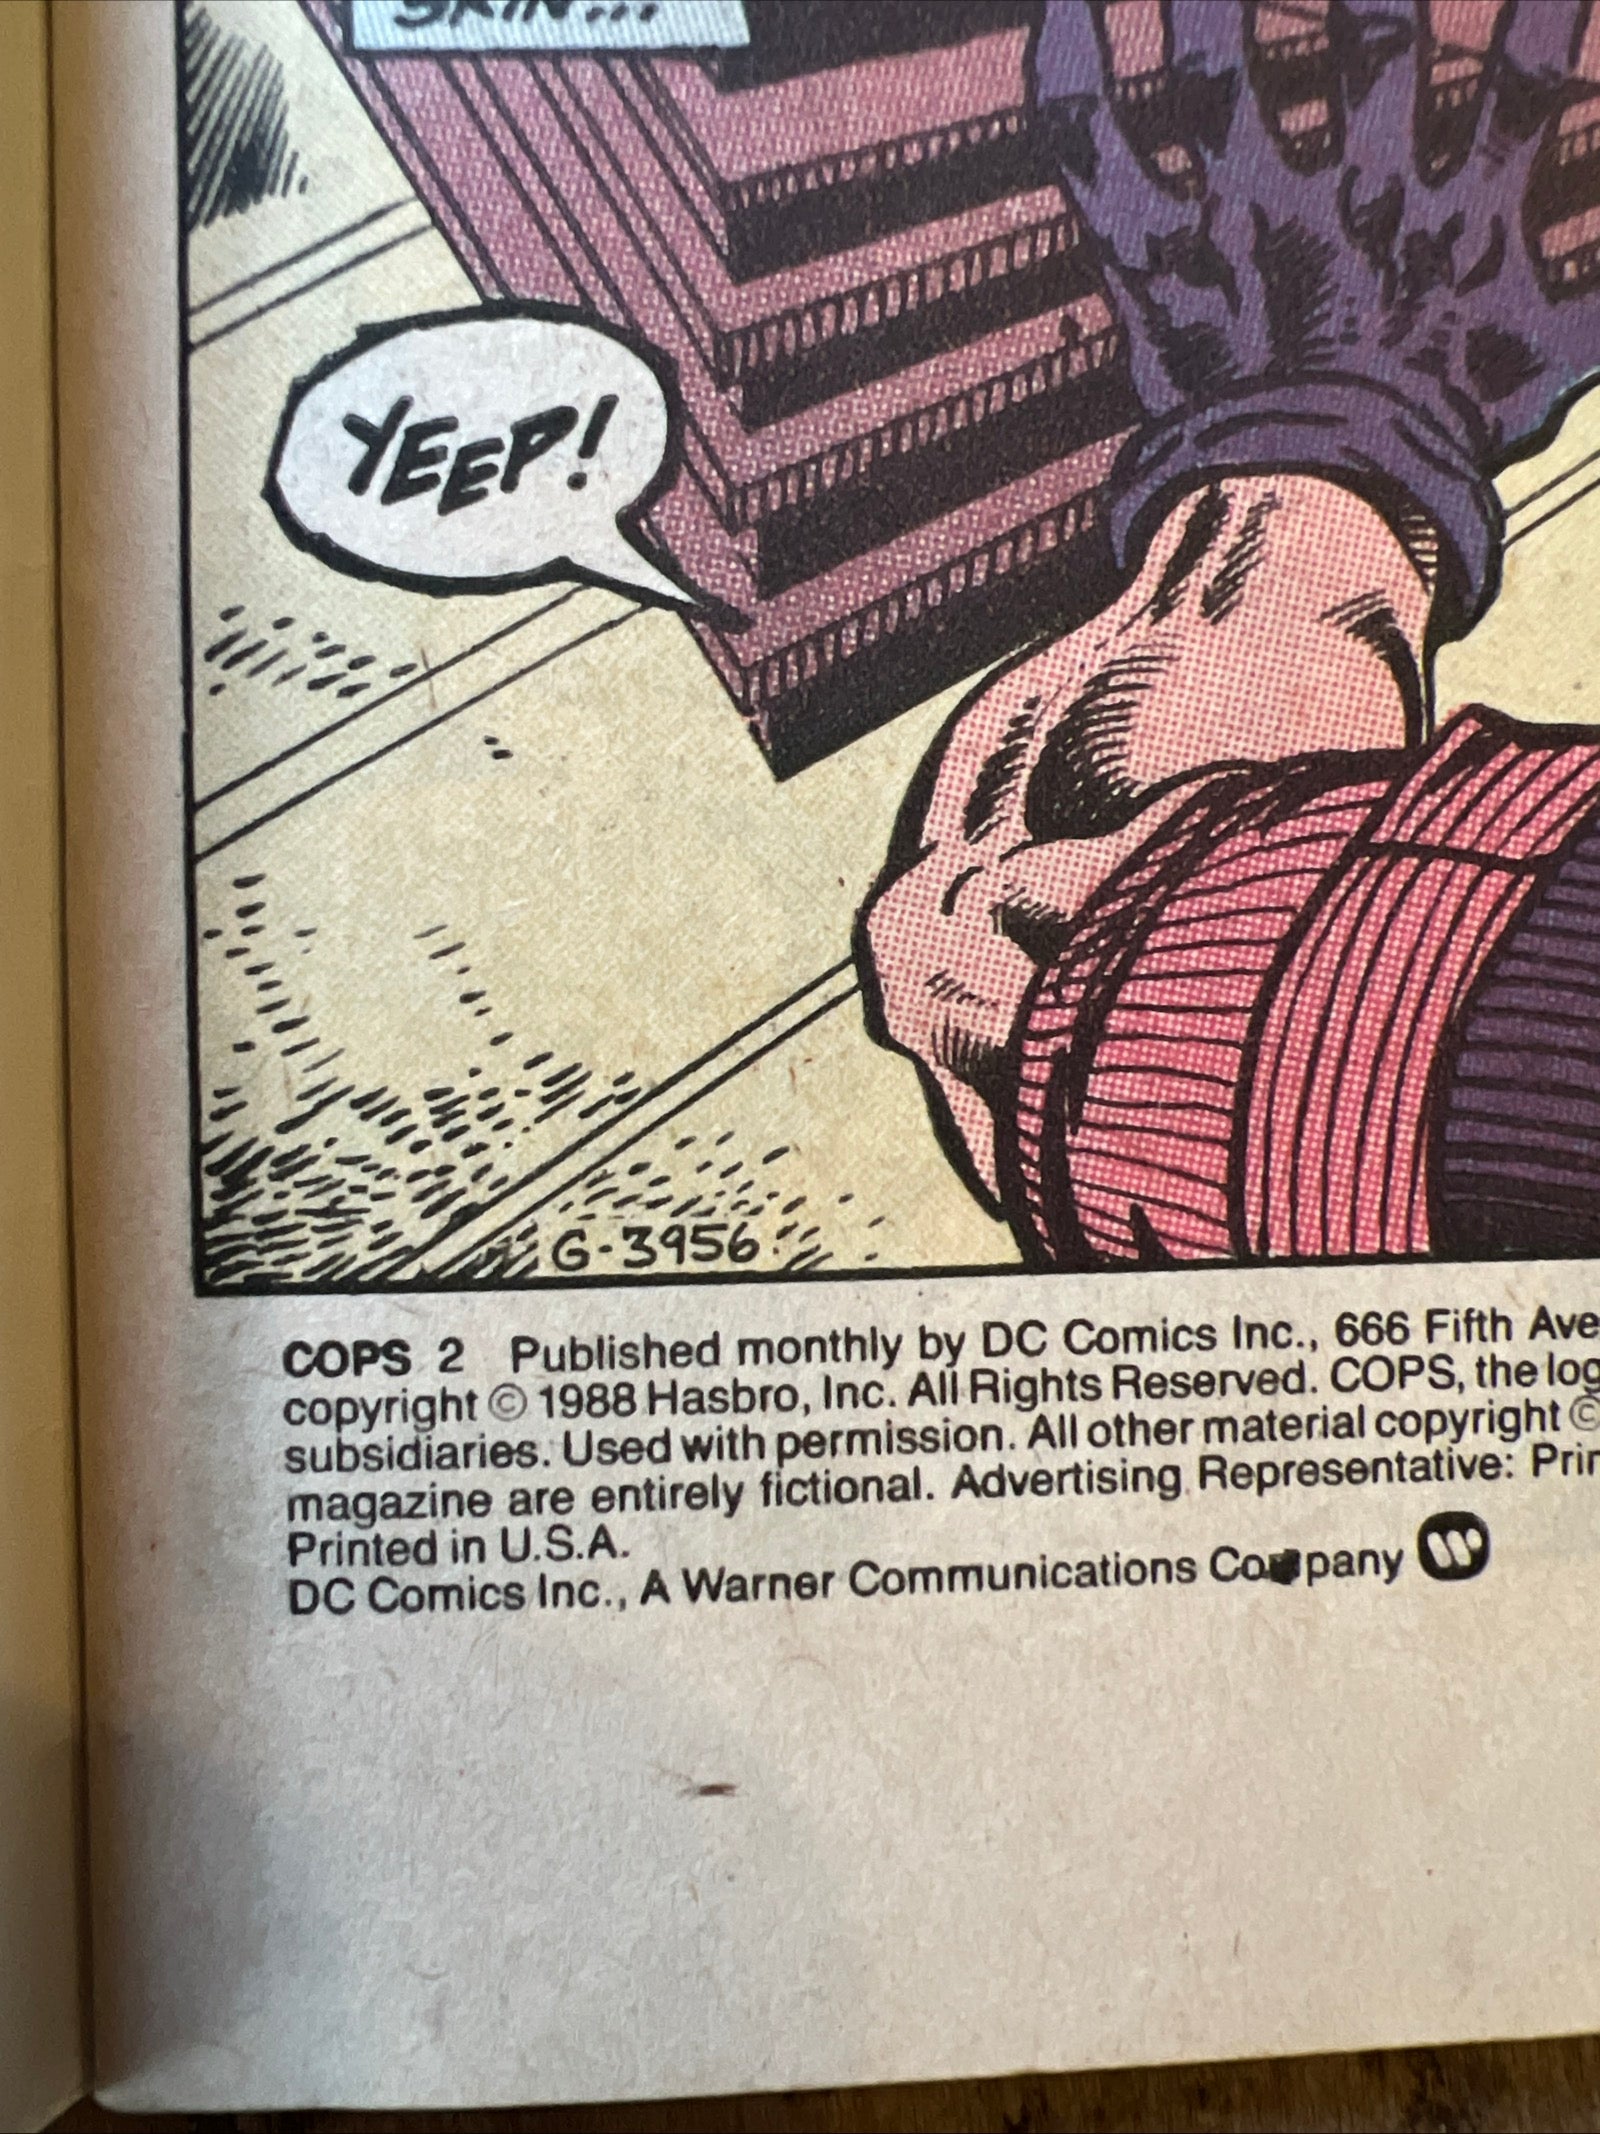 SKIN...
YEEP!
G-3956
COPS 2 Published monthly by DC Comics Inc., 666 Fifth Ave
copyright © 1988 Hasbro, Inc. All Rights Reserved. COPS, the log
subsidiaries. Used with permission. All other material copyright ©
magazine are entirely fictional. Advertising Representative: Prin
Printed in U.S.A.
DC Comics Inc., A Warner Communications Company